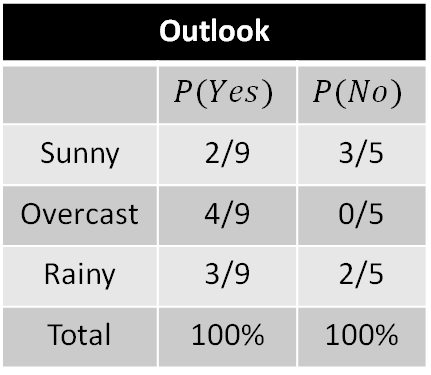 Outlook
P(Yes) P(No)
Sunny 2/9 3/5
Overcast 4/9 0/5
Rainy 3/9 2/5
Total 100% 100%